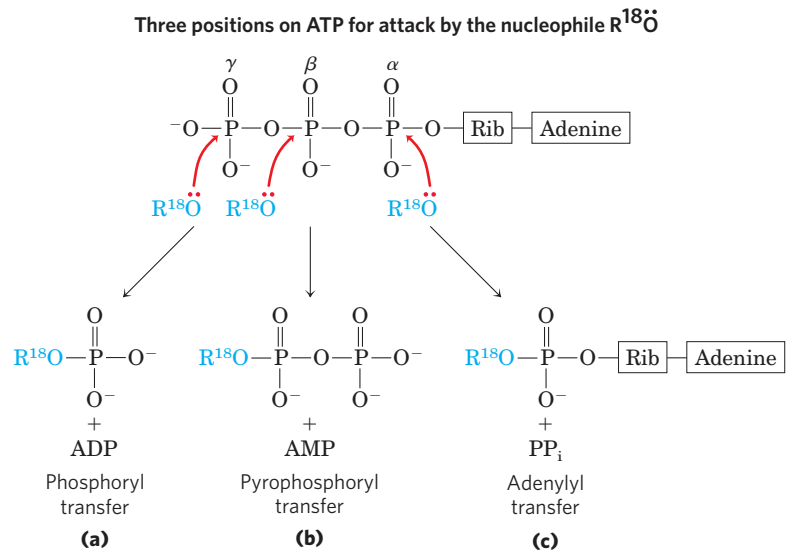 Three positions on ATP for attack by the nucleophile R¹⁸Ö
γ β α
O O O
⁻O—P—O—P—O—P—O—Rib—Adenine
O⁻ O⁻ O⁻
R¹⁸Ö R¹⁸Ö R¹⁸Ö
O O O O
R¹⁸O—P—O⁻ R¹⁸O—P—O—P—O⁻ R¹⁸O—P—O—Rib—Adenine
O⁻ O⁻ O⁻ O⁻
+ + +
ADP AMP PPᵢ
Phosphoryl Pyrophosphoryl Adenylyl
transfer transfer transfer
(a) (b) (c)